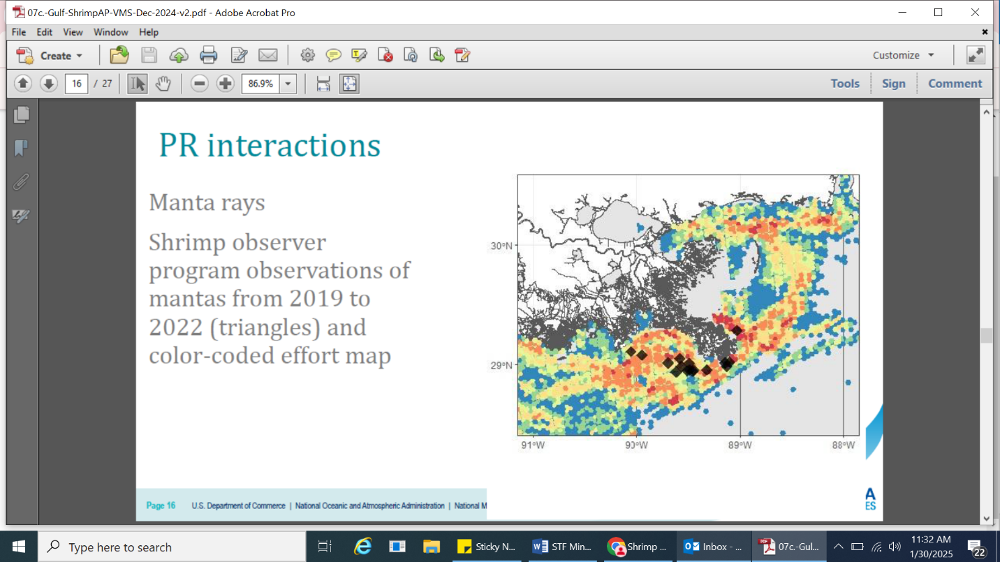 07c.-Gulf-ShrimpAP-VMS-Dec-2024-v2.pdf - Adobe Acrobat Pro
File Edit View Window Help
Create
Customize
16 / 27
86.9%
Tools Sign Comment
PR interactions
Manta rays
Shrimp observer
program observations of
mantas from 2019 to
2022 (triangles) and
color-coded effort map
30°N
29°N
91°W 90°W 89°W 88°W
Page 16 U.S. Department of Commerce | National Oceanic and Atmospheric Administration | National M
A
ES
Type here to search
Sticky N...
STF Min...
Shrimp ...
Inbox - ...
07c.-Gul...
11:32 AM
1/30/2025
22